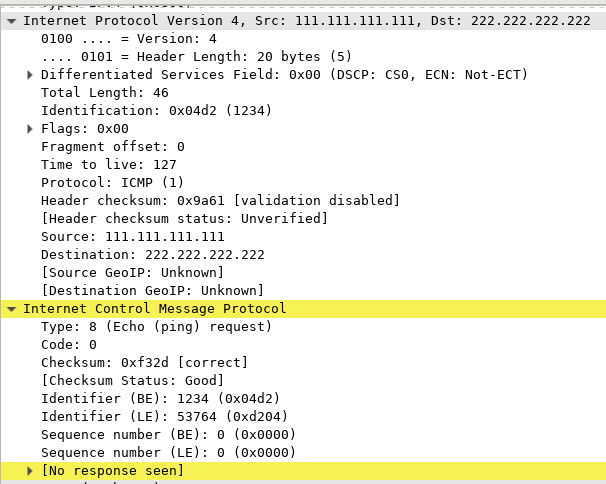 Internet Protocol Version 4, Src: 111.111.111.111, Dst: 222.222.222.222
0100 .... = Version: 4
.... 0101 = Header Length: 20 bytes (5)
Differentiated Services Field: 0x00 (DSCP: CS0, ECN: Not-ECT)
Total Length: 46
Identification: 0x04d2 (1234)
Flags: 0x00
Fragment offset: 0
Time to live: 127
Protocol: ICMP (1)
Header checksum: 0x9a61 [validation disabled]
[Header checksum status: Unverified]
Source: 111.111.111.111
Destination: 222.222.222.222
[Source GeoIP: Unknown]
[Destination GeoIP: Unknown]
Internet Control Message Protocol
Type: 8 (Echo (ping) request)
Code: 0
Checksum: 0xf32d [correct]
[Checksum Status: Good]
Identifier (BE): 1234 (0x04d2)
Identifier (LE): 53764 (0xd204)
Sequence number (BE): 0 (0x0000)
Sequence number (LE): 0 (0x0000)
[No response seen]